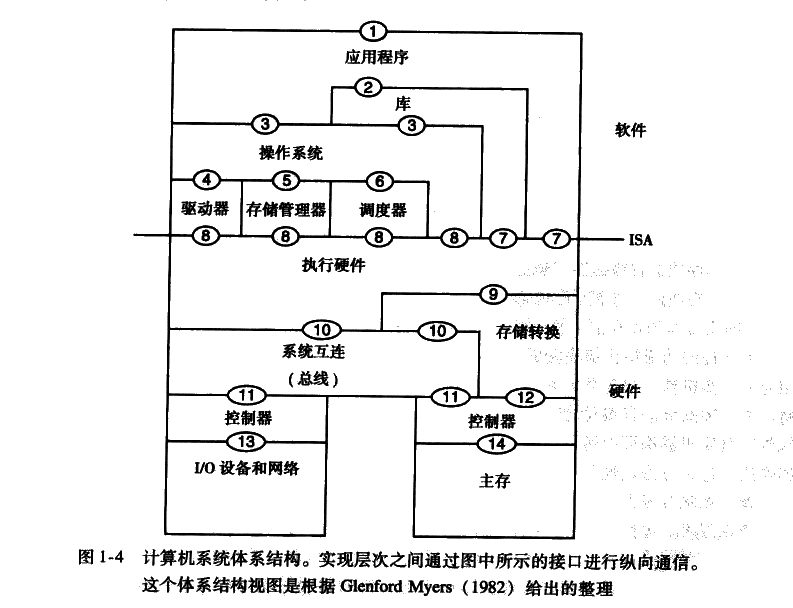 1
应用程序
2
库
3
3
操作系统
软件
4
5
6
驱动器
存储管理器
调度器
8
8
8
8
7
7
ISA
执行硬件
9
10
10
存储转换
系统互连
（总线）
11
11
12
硬件
控制器
控制器
13
14
I/O 设备和网络
主存
图 1-4 计算机系统体系结构。实现层次之间通过图中所示的接口进行纵向通信。
这个体系结构视图是根据 Glenford Myers（1982）给出的整理